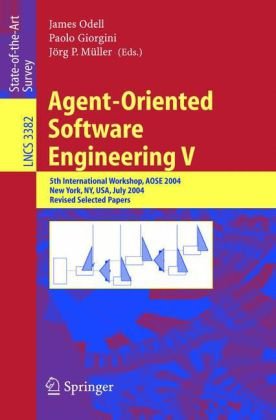 James Odell
Paolo Giorgini
Jörg P. Müller (Eds.)
State-of-the-Art
Survey
LNCS 3382
Agent-Oriented
Software
Engineering V
5th International Workshop, AOSE 2004
New York, NY, USA, July 2004
Revised Selected Papers
Springer